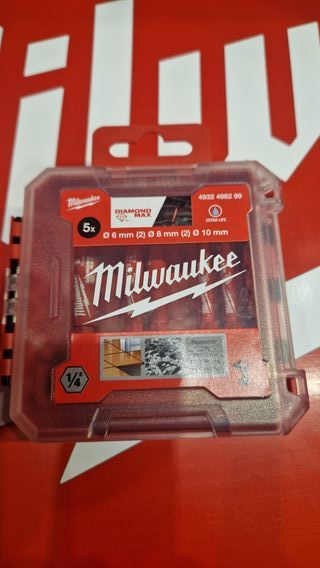 Milwaukee
DIAMOND
MAX
4932 4982 99
5x
EXTRA LIFE
Ø 6 mm (2) Ø 8 mm (2) Ø 10 mm
Milwaukee
1/4"